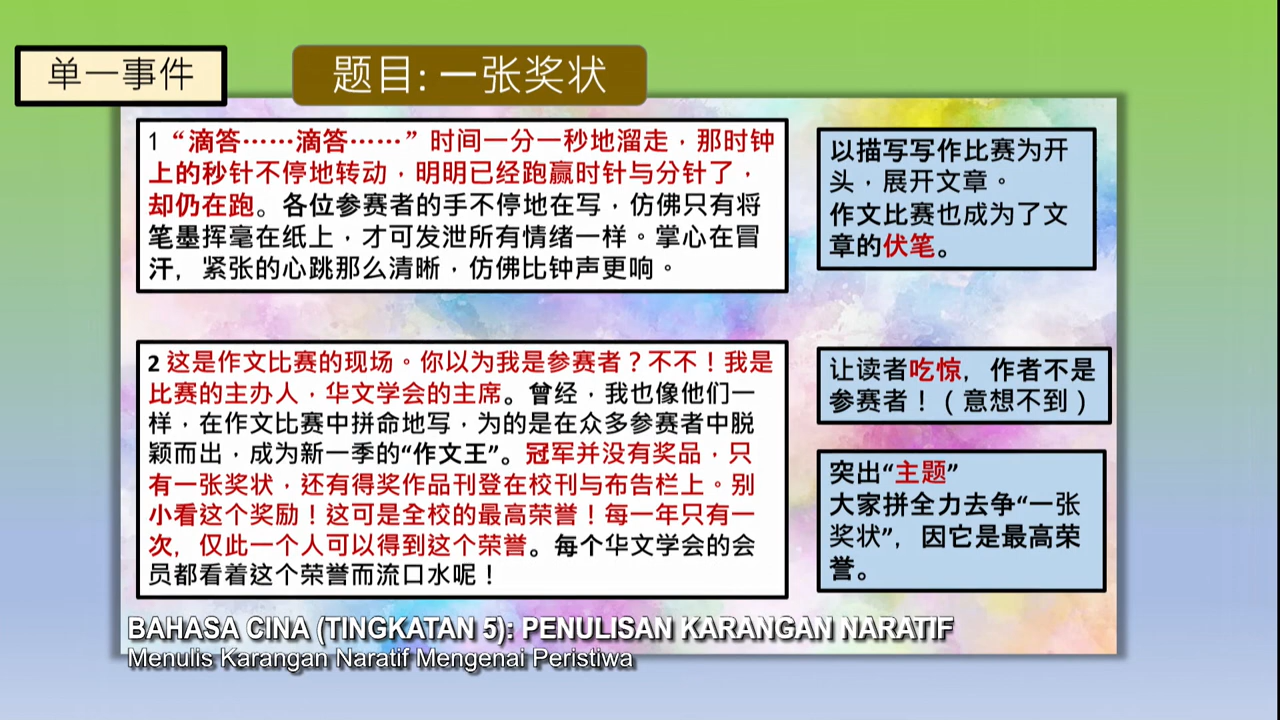 单一事件
题目: 一张奖状
1 “滴答……滴答……”时间一分一秒地溜走，那时钟
上的秒针不停地转动，明明已经跑赢时针与分针了，
却仍在跑。各位参赛者的手不停地在写，仿佛只有将
笔墨挥毫在纸上，才可发泄所有情绪一样。掌心在冒
汗，紧张的心跳那么清晰，仿佛比钟声更响。
以描写写作比赛为开
头，展开文章。
作文比赛也成为了文
章的伏笔。
2 这是作文比赛的现场。你以为我是参赛者？不不！我是
比赛的主办人，华文学会的主席。曾经，我也像他们一
样，在作文比赛中拼命地写，为的是在众多参赛者中脱
颖而出，成为新一季的“作文王”。冠军并没有奖品，只
有一张奖状，还有得奖作品刊登在校刊与布告栏上。别
小看这个奖励！这可是全校的最高荣誉！每一年只有一
次，仅此一个人可以得到这个荣誉。每个华文学会的会
员都看着这个荣誉而流口水呢！
让读者吃惊，作者不是
参赛者！（意想不到）
突出“主题”
大家拼全力去争“一张
奖状”，因它是最高荣
誉。
BAHASA CINA (TINGKATAN 5): PENULISAN KARANGAN NARATIF
Menulis Karangan Naratif Mengenai Peristiwa